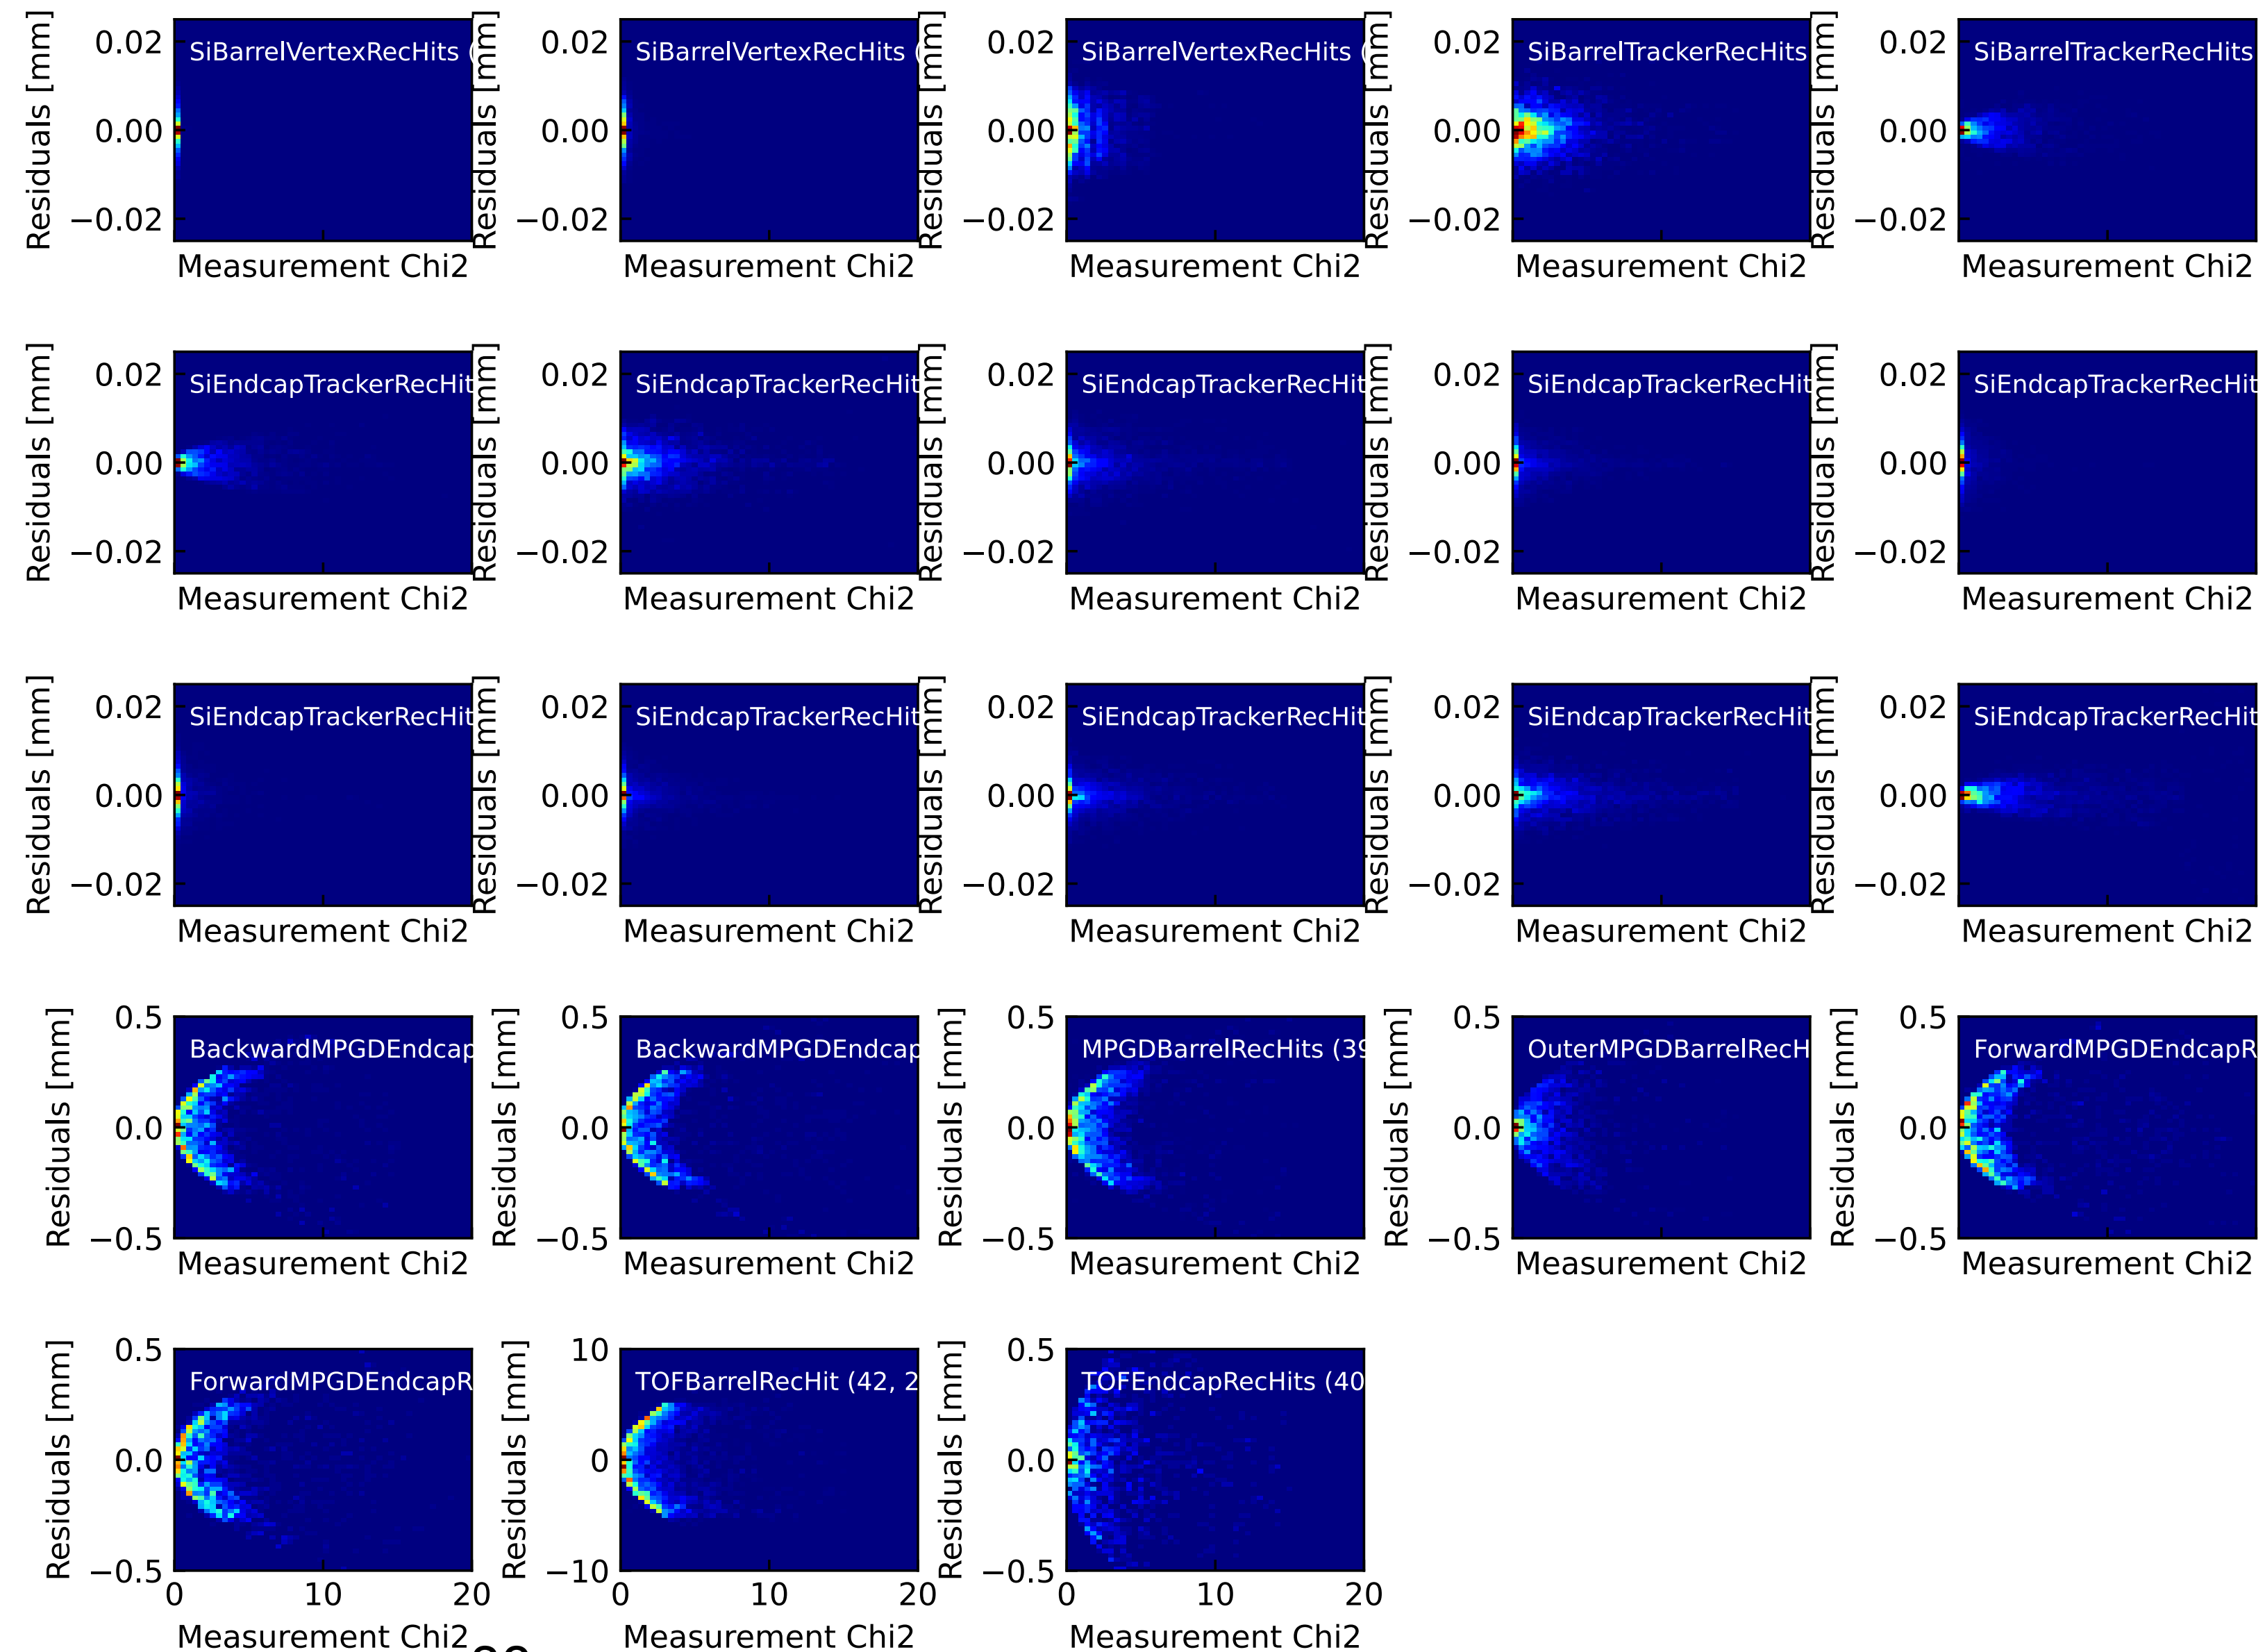 Residuals [mm]
0.02
0.00
−0.02
SiBarrelVertexRecHits (
Measurement Chi2
Residuals [mm]
0.02
0.00
−0.02
SiBarrelVertexRecHits (
Measurement Chi2
Residuals [mm]
0.02
0.00
−0.02
SiBarrelVertexRecHits (
Measurement Chi2
Residuals [mm]
0.02
0.00
−0.02
SiBarrelTrackerRecHits
Measurement Chi2
Residuals [mm]
0.02
0.00
−0.02
SiBarrelTrackerRecHits
Measurement Chi2
Residuals [mm]
0.02
0.00
−0.02
SiEndcapTrackerRecHit
Measurement Chi2
Residuals [mm]
0.02
0.00
−0.02
SiEndcapTrackerRecHit
Measurement Chi2
Residuals [mm]
0.02
0.00
−0.02
SiEndcapTrackerRecHit
Measurement Chi2
Residuals [mm]
0.02
0.00
−0.02
SiEndcapTrackerRecHit
Measurement Chi2
Residuals [mm]
0.02
0.00
−0.02
SiEndcapTrackerRecHit
Measurement Chi2
Residuals [mm]
0.02
0.00
−0.02
SiEndcapTrackerRecHit
Measurement Chi2
Residuals [mm]
0.02
0.00
−0.02
SiEndcapTrackerRecHit
Measurement Chi2
Residuals [mm]
0.02
0.00
−0.02
SiEndcapTrackerRecHit
Measurement Chi2
Residuals [mm]
0.02
0.00
−0.02
SiEndcapTrackerRecHit
Measurement Chi2
Residuals [mm]
0.02
0.00
−0.02
SiEndcapTrackerRecHit
Measurement Chi2
Residuals [mm]
0.5
0.0
−0.5
BackwardMPGDEndcap
Measurement Chi2
Residuals [mm]
0.5
0.0
−0.5
BackwardMPGDEndcap
Measurement Chi2
Residuals [mm]
0.5
0.0
−0.5
MPGDBarrelRecHits (39
Measurement Chi2
Residuals [mm]
0.5
0.0
−0.5
OuterMPGDBarrelRecH
Measurement Chi2
Residuals [mm]
0.5
0.0
−0.5
ForwardMPGDEndcapR
Measurement Chi2
Residuals [mm]
0.5
0.0
−0.5
ForwardMPGDEndcapR
0 10 20
Measurement Chi2
Residuals [mm]
10
0
−10
TOFBarrelRecHit (42, 2
0 10 20
Measurement Chi2
Residuals [mm]
0.5
0.0
−0.5
TOFEndcapRecHits (40
0 10 20
Measurement Chi2